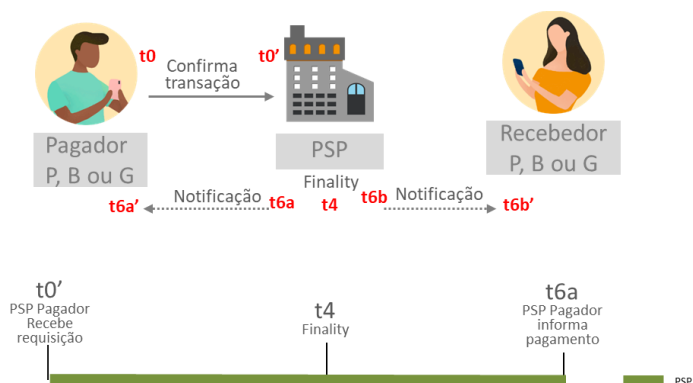 t0
Confirma
transação
t0’
Pagador
P, B ou G
PSP
Recebedor
P, B ou G
Finality
t4
t6a’
Notificação
t6a
t6b
Notificação
t6b’
t0’
PSP Pagador
Recebe
requisição
t4
Finality
t6a
PSP Pagador
informa
pagamento
PSP